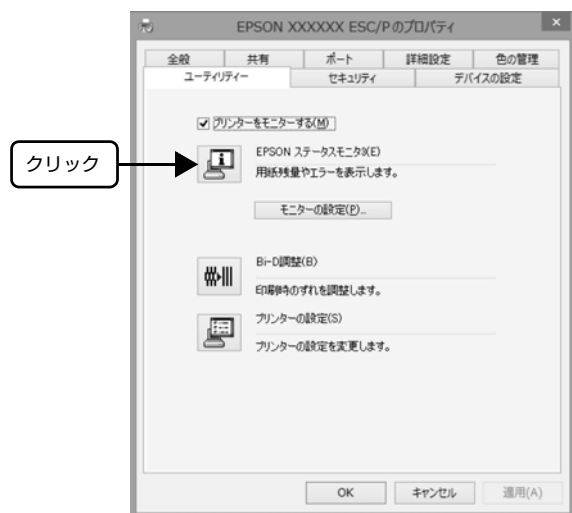 EPSON XXXXXX ESC/Pのプロパティ
全般 共有 ポート 詳細設定 色の管理
ユーティリティー セキュリティ デバイスの設定
プリンターをモニターする(M)
クリック
EPSON ステータスモニタ3(E)
用紙残量やエラーを表示します。
モニターの設定(P)...
Bi-D調整(B)
印刷時のずれを調整します。
プリンターの設定(S)
プリンターの設定を変更します。
OK キャンセル 適用(A)